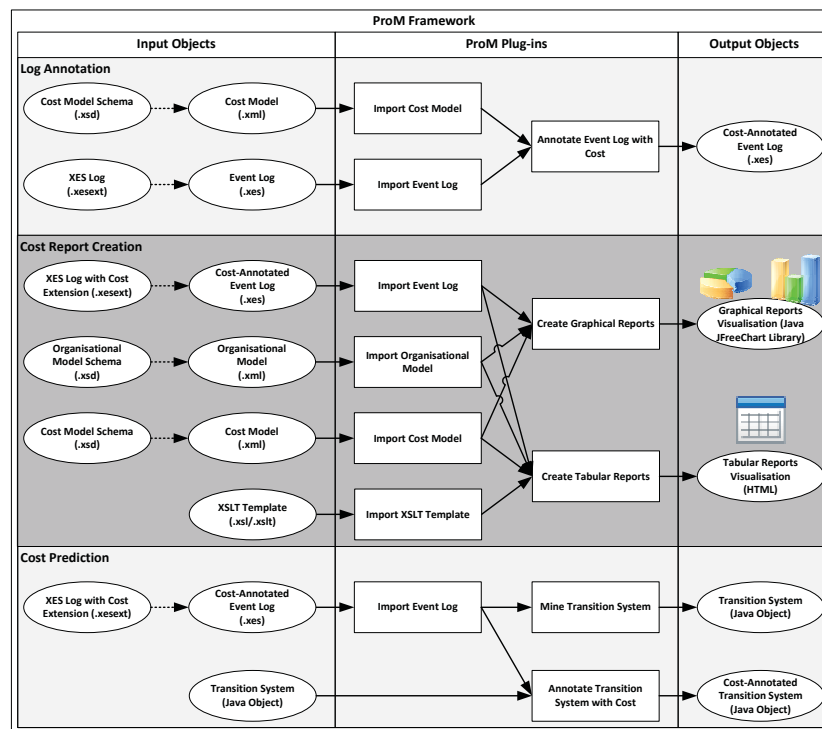 ProM Framework
Input Objects
ProM Plug-ins
Output Objects
Log Annotation
Cost Model Schema
(.xsd)
Cost Model
(.xml)
Import Cost Model
Annotate Event Log with
Cost
Cost-Annotated
Event Log
(.xes)
XES Log
(.xesext)
Event Log
(.xes)
Import Event Log
Cost Report Creation
XES Log with Cost
Extension (.xesext)
Cost-Annotated
Event Log
(.xes)
Import Event Log
Create Graphical Reports
Graphical Reports
Visualisation (Java
JFreeChart Library)
Organisational
Model Schema
(.xsd)
Organisational
Model
(.xml)
Import Organisational
Model
Cost Model Schema
(.xsd)
Cost Model
(.xml)
Import Cost Model
Create Tabular Reports
Tabular Reports
Visualisation
(HTML)
XSLT Template
(.xsl/.xslt)
Import XSLT Template
Cost Prediction
XES Log with Cost
Extension (.xesext)
Cost-Annotated
Event Log
(.xes)
Import Event Log
Mine Transition System
Transition System
(Java Object)
Transition System
(Java Object)
Annotate Transition
System with Cost
Cost-Annotated
Transition System
(Java Object)